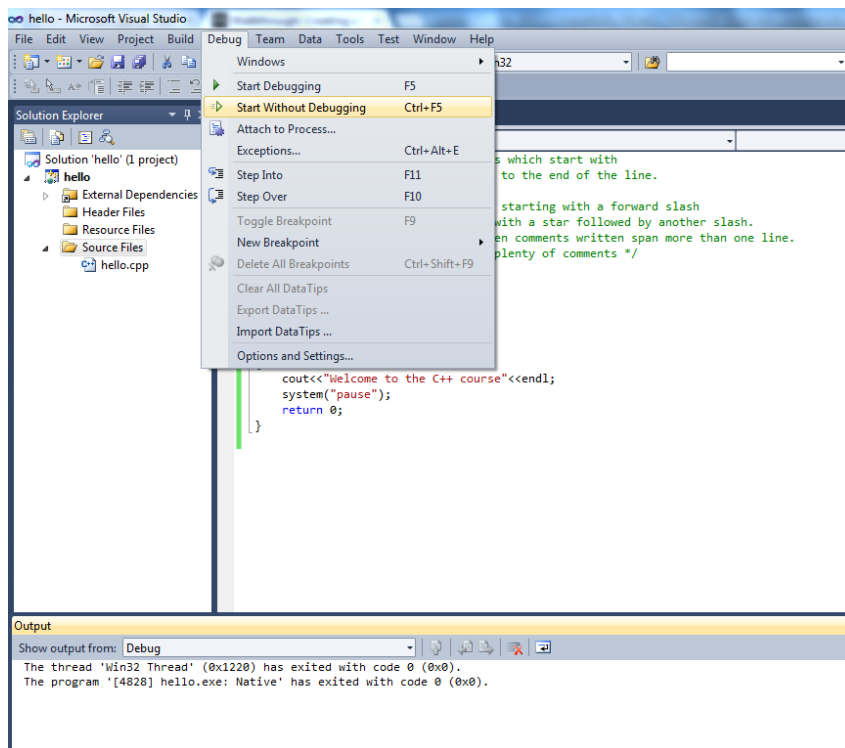 hello - Microsoft Visual Studio
File Edit View Project Build Debug Team Data Tools Test Window Help
Windows
Start Debugging F5
Start Without Debugging Ctrl+F5
Attach to Process...
Exceptions... Ctrl+Alt+E
Step Into F11
Step Over F10
Toggle Breakpoint F9
New Breakpoint
Delete All Breakpoints Ctrl+Shift+F9
Clear All DataTips
Export DataTips ...
Import DataTips ...
Options and Settings...
Solution Explorer
Solution 'hello' (1 project)
hello
External Dependencies
Header Files
Resource Files
Source Files
hello.cpp
which start with
to the end of the line.
starting with a forward slash
with a star followed by another slash.
comments written span more than one line.
plenty of comments */
cout<<"Welcome to the C++ course"<<endl;
system("pause");
return 0;
}
Output
Show output from: Debug
The thread 'Win32 Thread' (0x1220) has exited with code 0 (0x0).
The program '[4828] hello.exe: Native' has exited with code 0 (0x0).